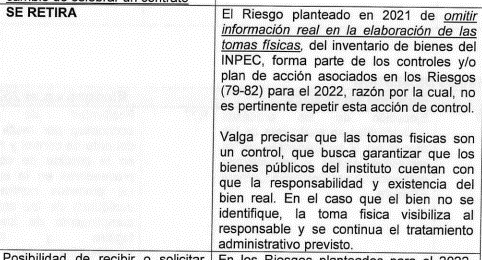 cambio de celebrar un contrato
SE RETIRA
El Riesgo planteado en 2021 de omitir
información real en la elaboración de las
tomas físicas, del inventario de bienes del
INPEC, forma parte de los controles y/o
plan de acción asociados en los Riesgos
(79-82) para el 2022, razón por la cual, no
es pertinente repetir esta acción de control.
Valga precisar que las tomas fisicas son
un control, que busca garantizar que los
bienes públicos del instituto cuentan con
que la responsabilidad y existencia del
bien real. En el caso que el bien no se
identifique, la toma fisica visibiliza al
responsable y se continua el tratamiento
administrativo previsto.
Posibilidad de recibir o solicitar
En los Riesgos planteados para el 2022